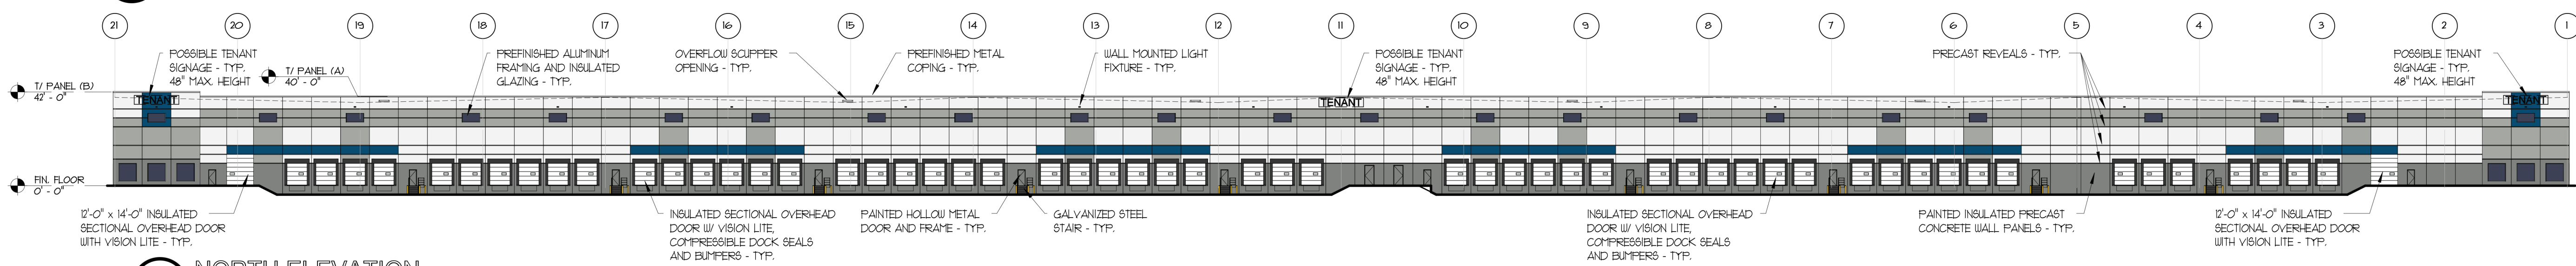 21 20 19 18 17 16 15 14 13 12 11 10 9 8 7 6 5 4 3 2 1
POSSIBLE TENANT
SIGNAGE - TYP.
48" MAX. HEIGHT
T/ PANEL (A)
40' - 0"
PREFINISHED ALUMINUM
FRAMING AND INSULATED
GLAZING - TYP.
OVERFLOW SCUPPER
OPENING - TYP.
PREFINISHED METAL
COPING - TYP.
WALL MOUNTED LIGHT
FIXTURE - TYP.
POSSIBLE TENANT
SIGNAGE - TYP.
48" MAX. HEIGHT
PRECAST REVEALS - TYP.
POSSIBLE TENANT
SIGNAGE - TYP.
48" MAX. HEIGHT
T/ PANEL (B)
42' - 0"
TENANT
TENANT
TENANT
FIN. FLOOR
0' - 0"
12'-0" x 14'-0" INSULATED
SECTIONAL OVERHEAD DOOR
WITH VISION LITE - TYP.
INSULATED SECTIONAL OVERHEAD
DOOR W/ VISION LITE,
COMPRESSIBLE DOCK SEALS
AND BUMPERS - TYP.
PAINTED HOLLOW METAL
DOOR AND FRAME - TYP.
GALVANIZED STEEL
STAIR - TYP.
INSULATED SECTIONAL OVERHEAD
DOOR W/ VISION LITE,
COMPRESSIBLE DOCK SEALS
AND BUMPERS - TYP.
PAINTED INSULATED PRECAST
CONCRETE WALL PANELS - TYP.
12'-0" x 14'-0" INSULATED
SECTIONAL OVERHEAD DOOR
WITH VISION LITE - TYP.
NORTH ELEVATION